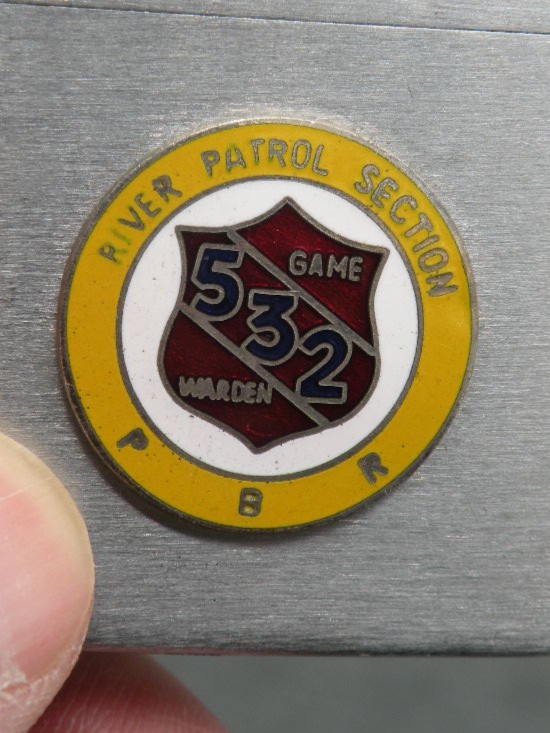 RIVER PATROL SECTION
GAME
532
WARDEN
P B R